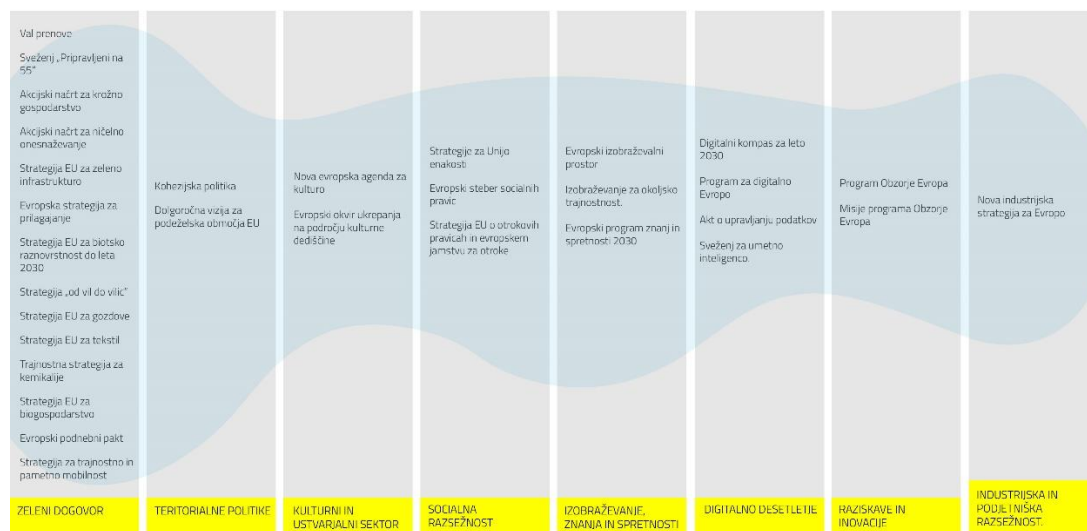 Val prenove
Sveženj „Pripravljeni na
55“
Akcijski načrt za krožno
gospodarstvo
Akcijski načrt za ničelno
onesnaževanje
Strategija EU za zeleno
infrastrukturo
Evropska strategija za
prilagajanje
Strategija EU za biotsko
raznovrstnost do leta
2030
Strategija „od vil do vilic“
Strategija EU za gozdove
Strategija EU za tekstil
Trajnostna strategija za
kemikalije
Strategija EU za
biogospodarstvo
Evropski podnebni pakt
Strategija za trajnostno in
pametno mobilnost
ZELENI DOGOVOR
Kohezijska politika
Dolgoročna vizija za
podeželska območja EU
TERITORIALNE POLITIKE
Nova evropska agenda za
kulturo
Evropski okvir ukrepanja
na področju kulturne
dediščine
KULTURNI IN
USTVARJALNI SEKTOR
Strategije za Unijo
enakosti
Evropski steber socialnih
pravic
Strategija EU o otrokovih
pravicah in evropskem
jamstvu za otroke
SOCIALNA
RAZSEŽNOST
Evropski izobraževalni
prostor
Izobraževanje za okoljsko
trajnostnost.
Evropski program znanj in
spretnosti 2030
IZOBRAŽEVANJE,
ZNANJA IN SPRETNOSTI
Digitalni kompas za leto
2030
Program za digitalno
Evropo
Akt o upravljanju podatkov
Sveženj za umetno
inteligenco.
DIGITALNO DESETLETJE
Program Obzorje Evropa
Misije programa Obzorje
Evropa
RAZISKAVE IN
INOVACIJE
Nova industrijska
strategija za Evropo
INDUSTRIJSKA IN
PODJETNIŠKA
RAZSEŽNOST.